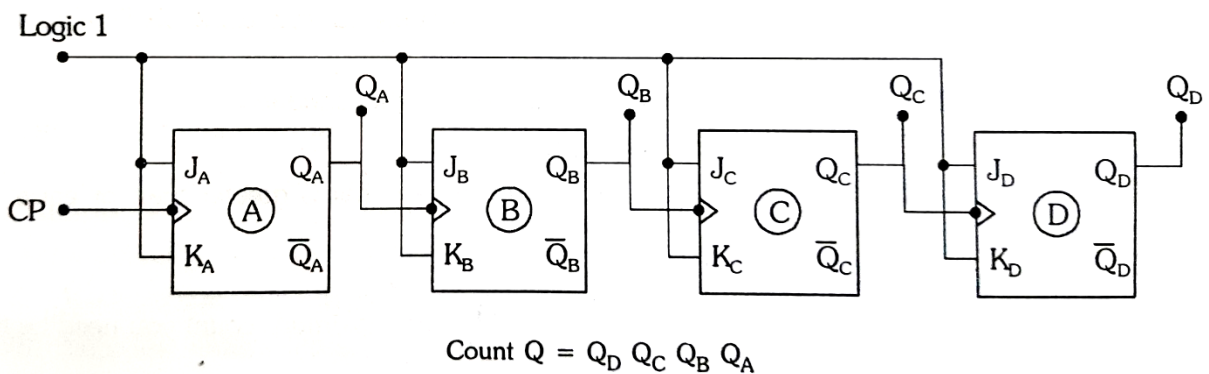 Logic 1
Q_A Q_B Q_C Q_D
J_A Q_A J_B Q_B J_C Q_C J_D Q_D
CP A B C D
K_A Q̅_A K_B Q̅_B K_C Q̅_C K_D Q̅_D
Count Q = Q_D Q_C Q_B Q_A